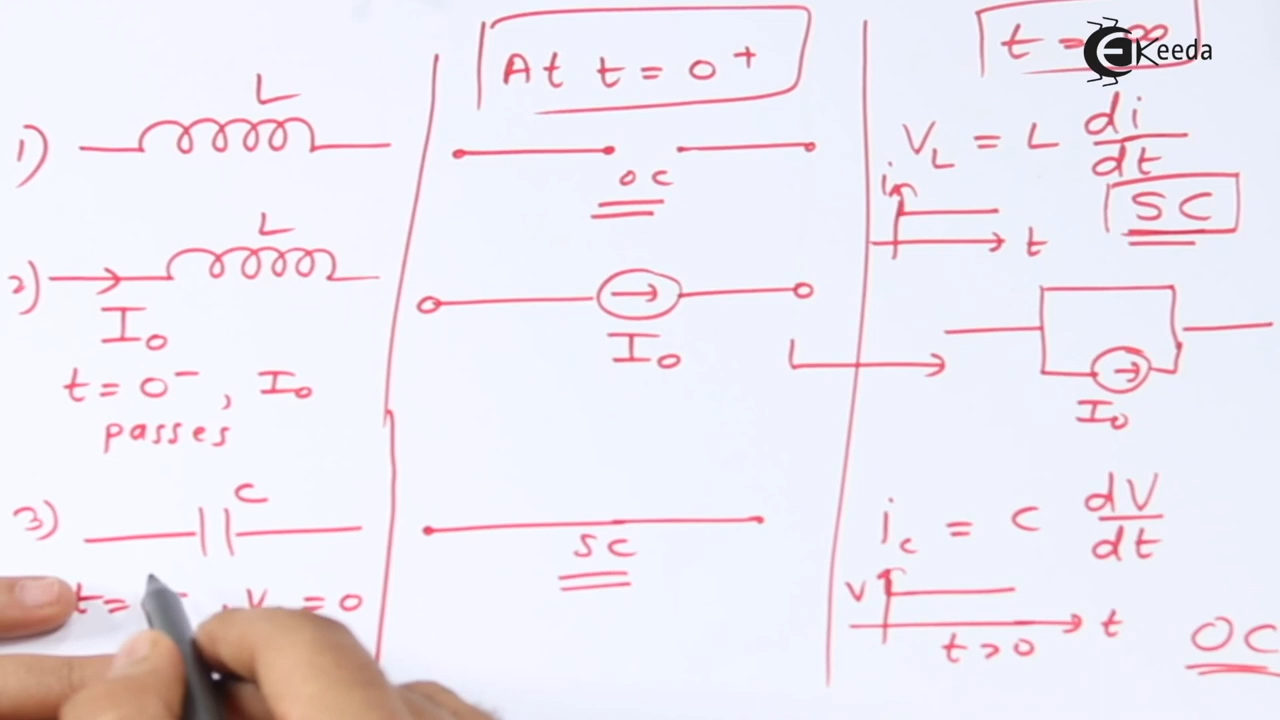 At t = 0+
t = ∞
EKeeda
1)
L
OC
V_L = L di/dt
i
t
SC
2)
L
I₀
t = 0⁻, I₀
passes
I₀
I₀
3)
C
SC
i_c = C dV/dt
V
t
t > 0
OC
t = , V = 0